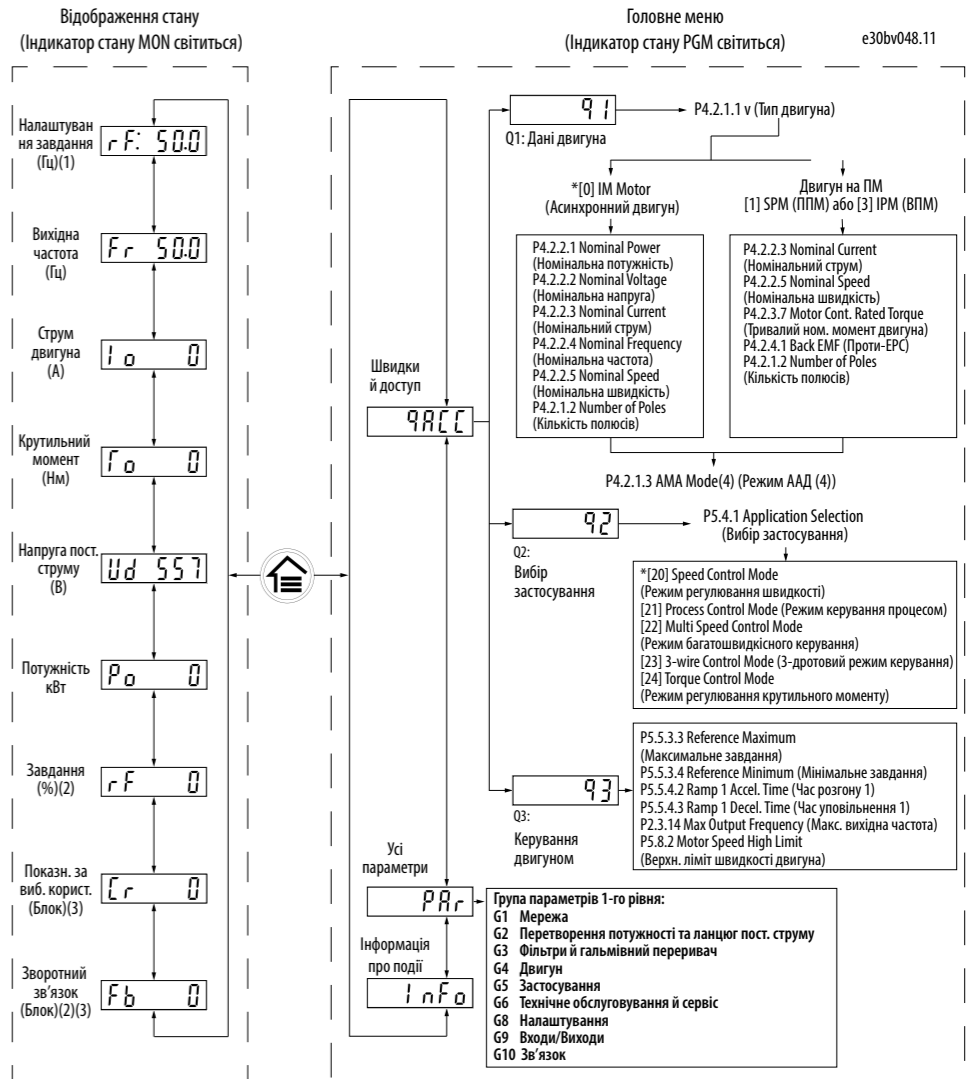 Відображення стану
(Індикатор стану MON світиться)
Головне меню
(Індикатор стану PGM світиться)
e30bv048.11
Налаштуван
ня завдання
(Гц)(1)
rF: 50.0
Вихідна
частота
(Гц)
Fr 50.0
Струм
двигуна
(А)
Io 0
Крутильний
момент
(Нм)
To 0
Напруга пост.
струму
(В)
Ud 557
Потужність
кВт
Po 0
Завдання
(%)(2)
rF 0
Показн. за
виб. корист.
(Блок)(3)
Cr 0
Зворотний
зв'язок
(Блок)(2)(3)
Fb 0
Швидки
й доступ
qACC
q1
Q1: Дані двигуна
P4.2.1.1 v (Тип двигуна)
*[0] IM Motor
(Асинхронний двигун)
Двигун на ПМ
[1] SPM (ППМ) або [3] IPM (ВПМ)
P4.2.2.1 Nominal Power
(Номінальна потужність)
P4.2.2.2 Nominal Voltage
(Номінальна напруга)
P4.2.2.3 Nominal Current
(Номінальний струм)
P4.2.2.4 Nominal Frequency
(Номінальна частота)
P4.2.2.5 Nominal Speed
(Номінальна швидкість)
P4.2.1.2 Number of Poles
(Кількість полюсів)
P4.2.2.3 Nominal Current
(Номінальний струм)
P4.2.2.5 Nominal Speed
(Номінальна швидкість)
P4.2.3.7 Motor Cont. Rated Torque
(Тривалий ном. момент двигуна)
P4.2.4.1 Back EMF (Проти-ЕРС)
P4.2.1.2 Number of Poles
(Кількість полюсів)
P4.2.1.3 AMA Mode(4) (Режим ААД (4))
q2
Q2:
Вибір
застосування
P5.4.1 Application Selection
(Вибір застосування)
*[20] Speed Control Mode
(Режим регулювання швидкості)
[21] Process Control Mode (Режим керування процесом)
[22] Multi Speed Control Mode
(Режим багатошвидкісного керування)
[23] 3-wire Control Mode (3-дротовий режим керування)
[24] Torque Control Mode
(Режим регулювання крутильного моменту)
q3
Q3:
Керування
двигуном
P5.5.3.3 Reference Maximum
(Максимальне завдання)
P5.5.3.4 Reference Minimum (Мінімальне завдання)
P5.5.4.2 Ramp 1 Accel. Time (Час розгону 1)
P5.5.4.3 Ramp 1 Decel. Time (Час уповільнення 1)
P2.3.14 Max Output Frequency (Макс. вихідна частота)
P5.8.2 Motor Speed High Limit
(Верхн. ліміт швидкості двигуна)
Усі
параметри
PAr
Група параметрів 1-го рівня:
G1 Мережа
G2 Перетворення потужності та ланцюг пост. струму
G3 Фільтри й гальмівний переривач
G4 Двигун
G5 Застосування
G6 Технічне обслуговування й сервіс
G8 Налаштування
G9 Входи/Виходи
G10 Зв'язок
Інформація
про події
InFo